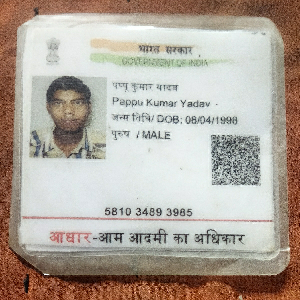 भारत सरकार
GOVERNMENT OF INDIA
पप्पू कुमार यादव
Pappu Kumar Yadav
जन्म तिथि/ DOB: 08/04/1998
पुरुष / MALE
5810 3489 3985
आधार-आम आदमी का अधिकार